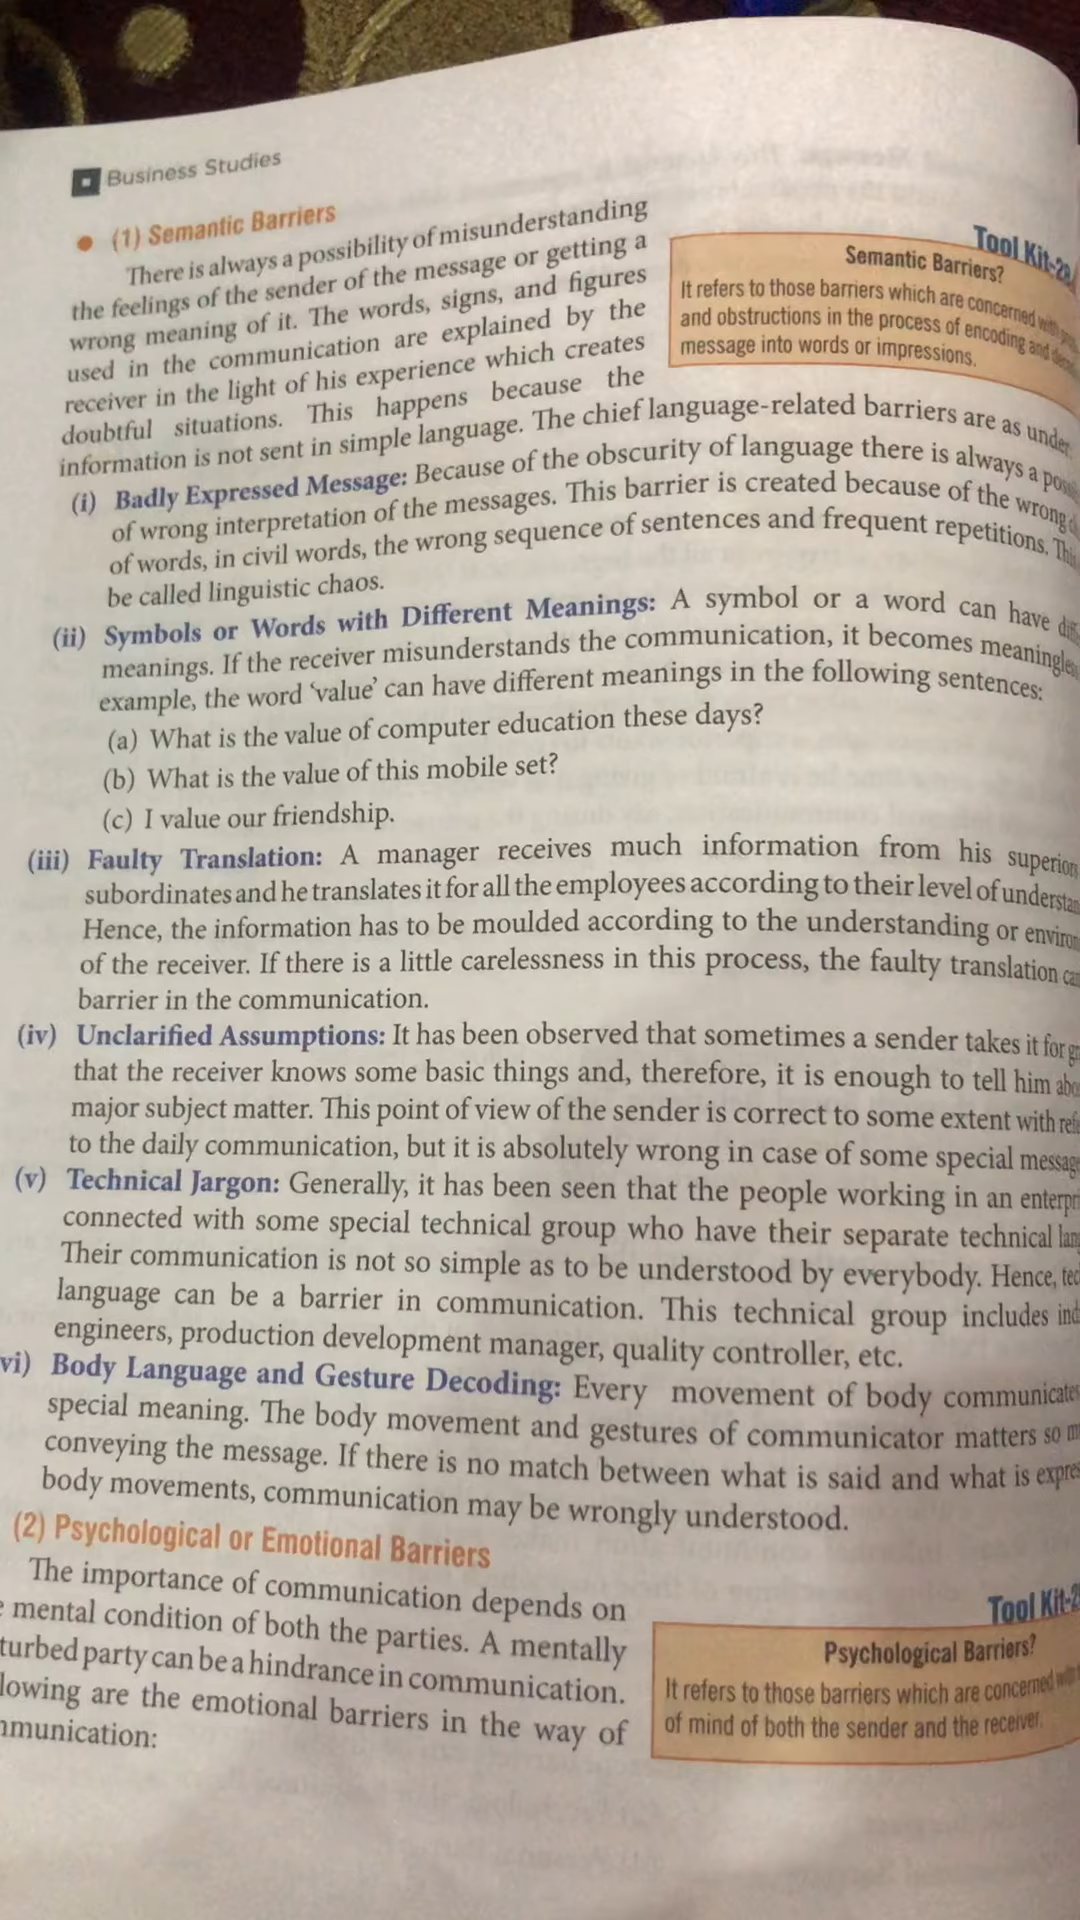 Business Studies
(1) Semantic Barriers
There is always a possibility of misunderstanding
the feelings of the sender of the message or getting a
wrong meaning of it. The words, signs, and figures
used in the communication are explained by the
receiver in the light of his experience which creates
doubtful situations. This happens because the
information is not sent in simple language. The chief language-related barriers are as under
Tool Kit-2a
Semantic Barriers?
It refers to those barriers which are concerned with
and obstructions in the process of encoding and
message into words or impressions.
(i) Badly Expressed Message: Because of the obscurity of language there is always a
of wrong interpretation of the messages. This barrier is created because of the wrong
of words, in civil words, the wrong sequence of sentences and frequent repetitions.
be called linguistic chaos.
(ii) Symbols or Words with Different Meanings: A symbol or a word can have
meanings. If the receiver misunderstands the communication, it becomes
example, the word ‘value’ can have different meanings in the following sentences:
(a) What is the value of computer education these days?
(b) What is the value of this mobile set?
(c) I value our friendship.
(iii) Faulty Translation: A manager receives much information from his
subordinates and he translates it for all the employees according to their level of
Hence, the information has to be moulded according to the understanding or
of the receiver. If there is a little carelessness in this process, the faulty translation
barrier in the communication.
(iv) Unclarified Assumptions: It has been observed that sometimes a sender takes it for
that the receiver knows some basic things and, therefore, it is enough to tell him
major subject matter. This point of view of the sender is correct to some extent with
to the daily communication, but it is absolutely wrong in case of some special
(v) Technical Jargon: Generally, it has been seen that the people working in an
connected with some special technical group who have their separate technical
Their communication is not so simple as to be understood by everybody. Hence,
language can be a barrier in communication. This technical group includes
engineers, production development manager, quality controller, etc.
vi) Body Language and Gesture Decoding: Every movement of body
special meaning. The body movement and gestures of communicator matters so
conveying the message. If there is no match between what is said and what is
body movements, communication may be wrongly understood.
(2) Psychological or Emotional Barriers
The importance of communication depends on
mental condition of both the parties. A mentally
turbed party can be a hindrance in communication.
lowing are the emotional barriers in the way of
munication:
Tool Kit-2
Psychological Barriers?
It refers to those barriers which are concerned with
of mind of both the sender and the receiver.